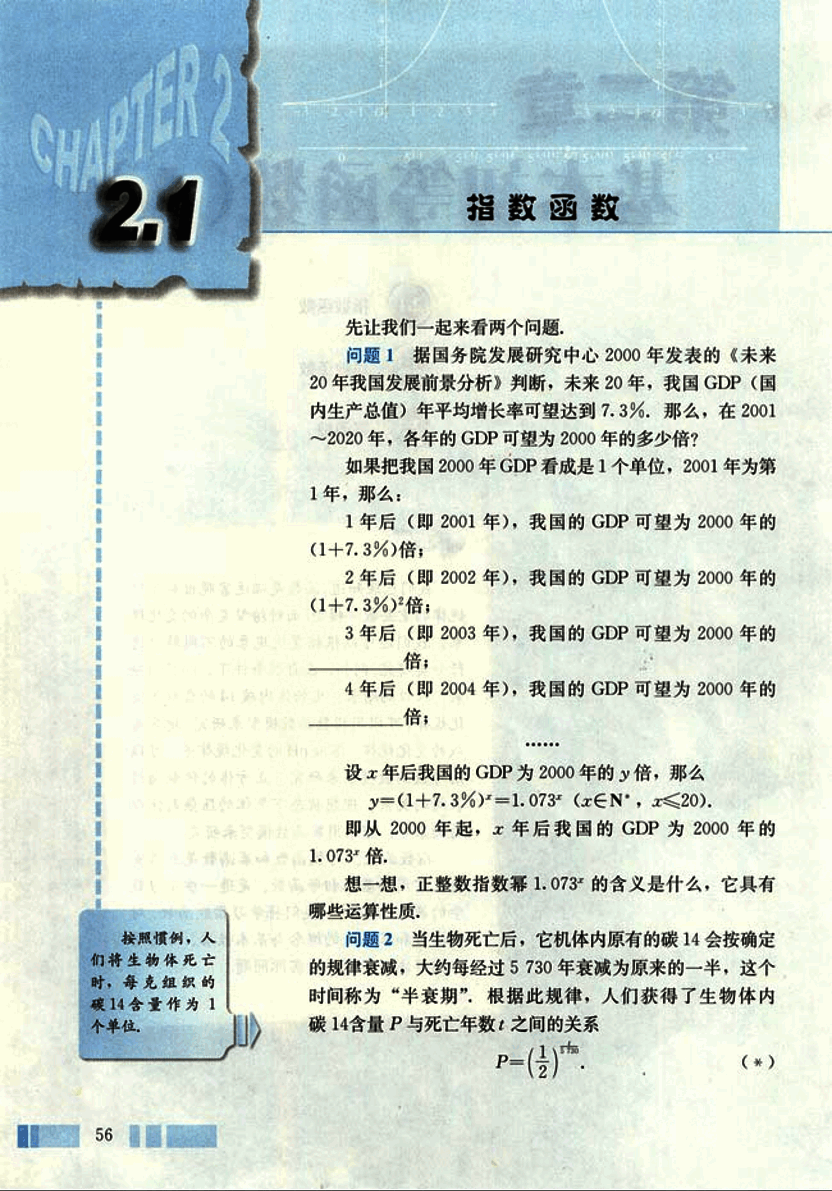 CHAPTER 2
2.1
指数函数
先让我们一起来看两个问题.
问题 1 据国务院发展研究中心 2000 年发表的《未来
20 年我国发展前景分析》判断，未来 20 年，我国 GDP（国
内生产总值）年平均增长率可望达到 7.3%. 那么，在 2001
～2020 年，各年的 GDP 可望为 2000 年的多少倍?
如果把我国 2000 年 GDP 看成是 1 个单位，2001 年为第
1 年，那么：
1 年后（即 2001 年），我国的 GDP 可望为 2000 年的
(1+7.3%)倍；
2 年后（即 2002 年），我国的 GDP 可望为 2000 年的
(1+7.3%)²倍；
3 年后（即 2003 年），我国的 GDP 可望为 2000 年的
________倍；
4 年后（即 2004 年），我国的 GDP 可望为 2000 年的
________倍；
……
设 x 年后我国的 GDP 为 2000 年的 y 倍，那么
y=(1+7.3%)ˣ=1.073ˣ (x∈N*，x≤20).
即从 2000 年起，x 年后我国的 GDP 为 2000 年的
1.073ˣ 倍.
想一想，正整数指数幂 1.073ˣ 的含义是什么，它具有
哪些运算性质.
问题 2 当生物死亡后，它机体内原有的碳 14 会按确定
的规律衰减，大约每经过 5 730 年衰减为原来的一半，这个
时间称为“半衰期”. 根据此规律，人们获得了生物体内
碳 14含量 P 与死亡年数 t 之间的关系
P=(1/2)^(t/5730). (*)
按照惯例，人
们将生物体死亡
时，每克组织的
碳 14 含量作为 1
个单位.
56